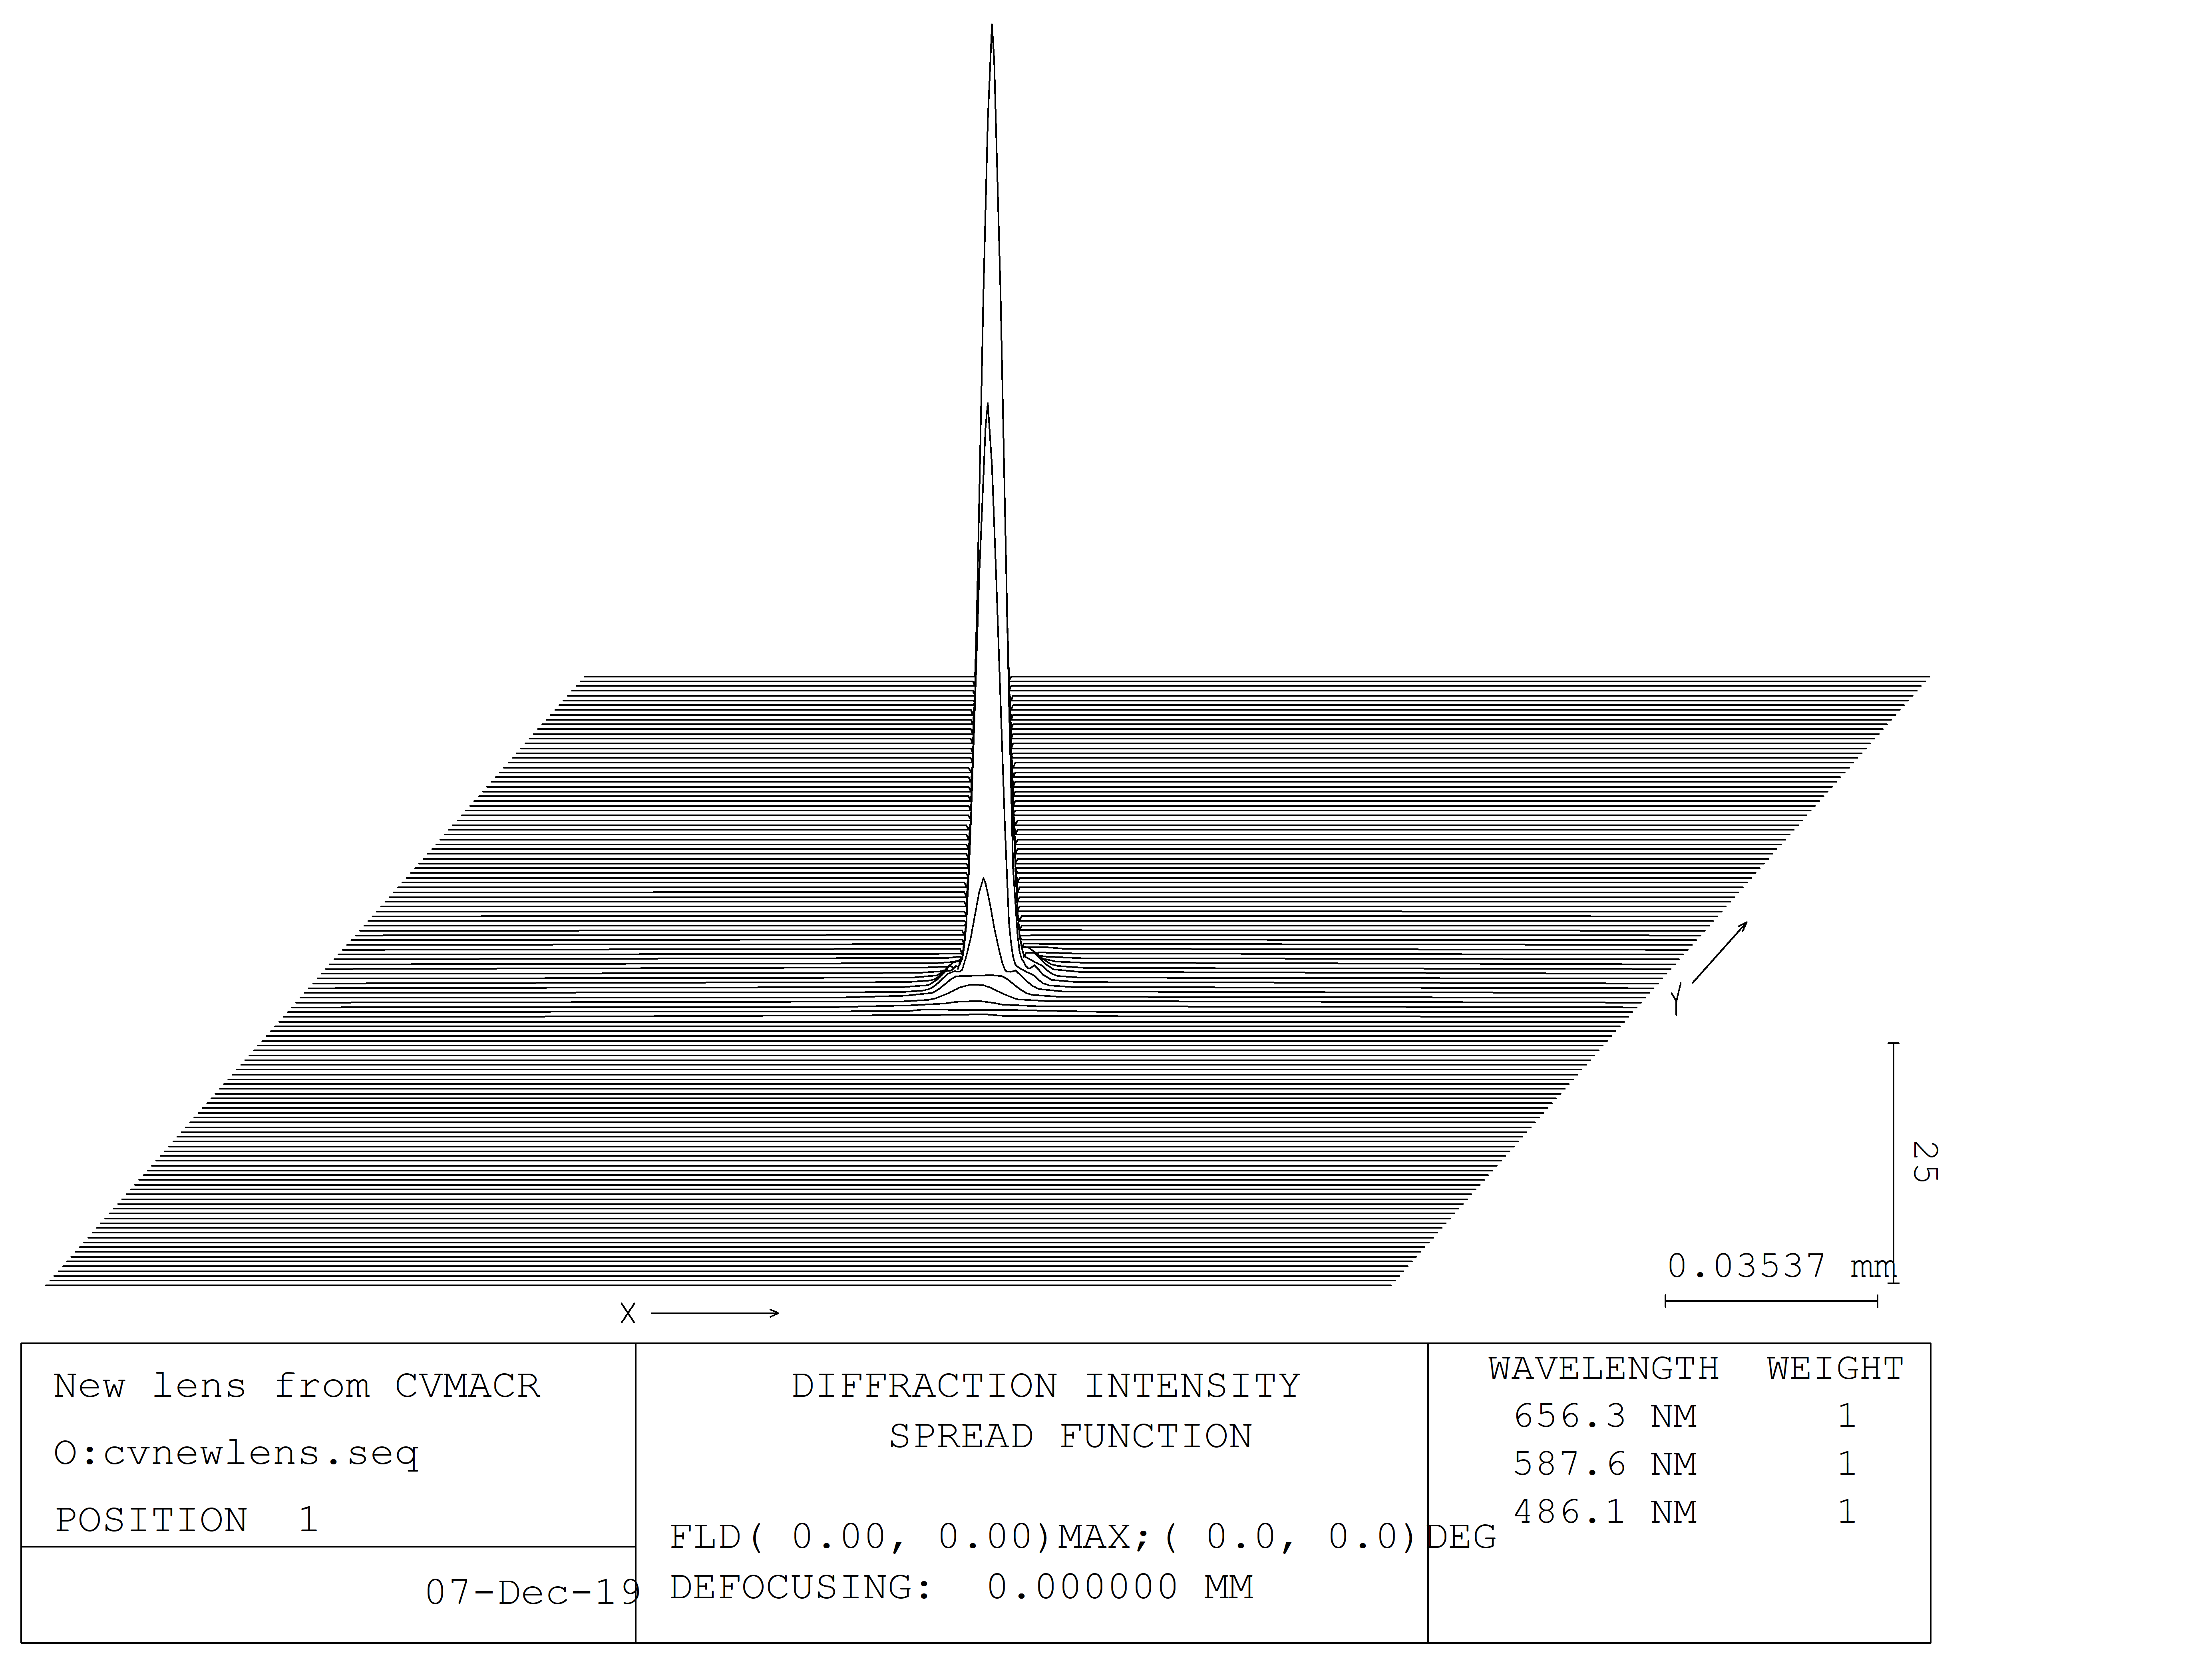 Y
25
0.03537 mm
X
New lens from CVMACR
O:cvnewlens.seq
POSITION 1
07-Dec-19
DIFFRACTION INTENSITY
SPREAD FUNCTION
FLD( 0.00, 0.00)MAX;( 0.0, 0.0)DEG
DEFOCUSING: 0.000000 MM
WAVELENGTH WEIGHT
656.3 NM 1
587.6 NM 1
486.1 NM 1